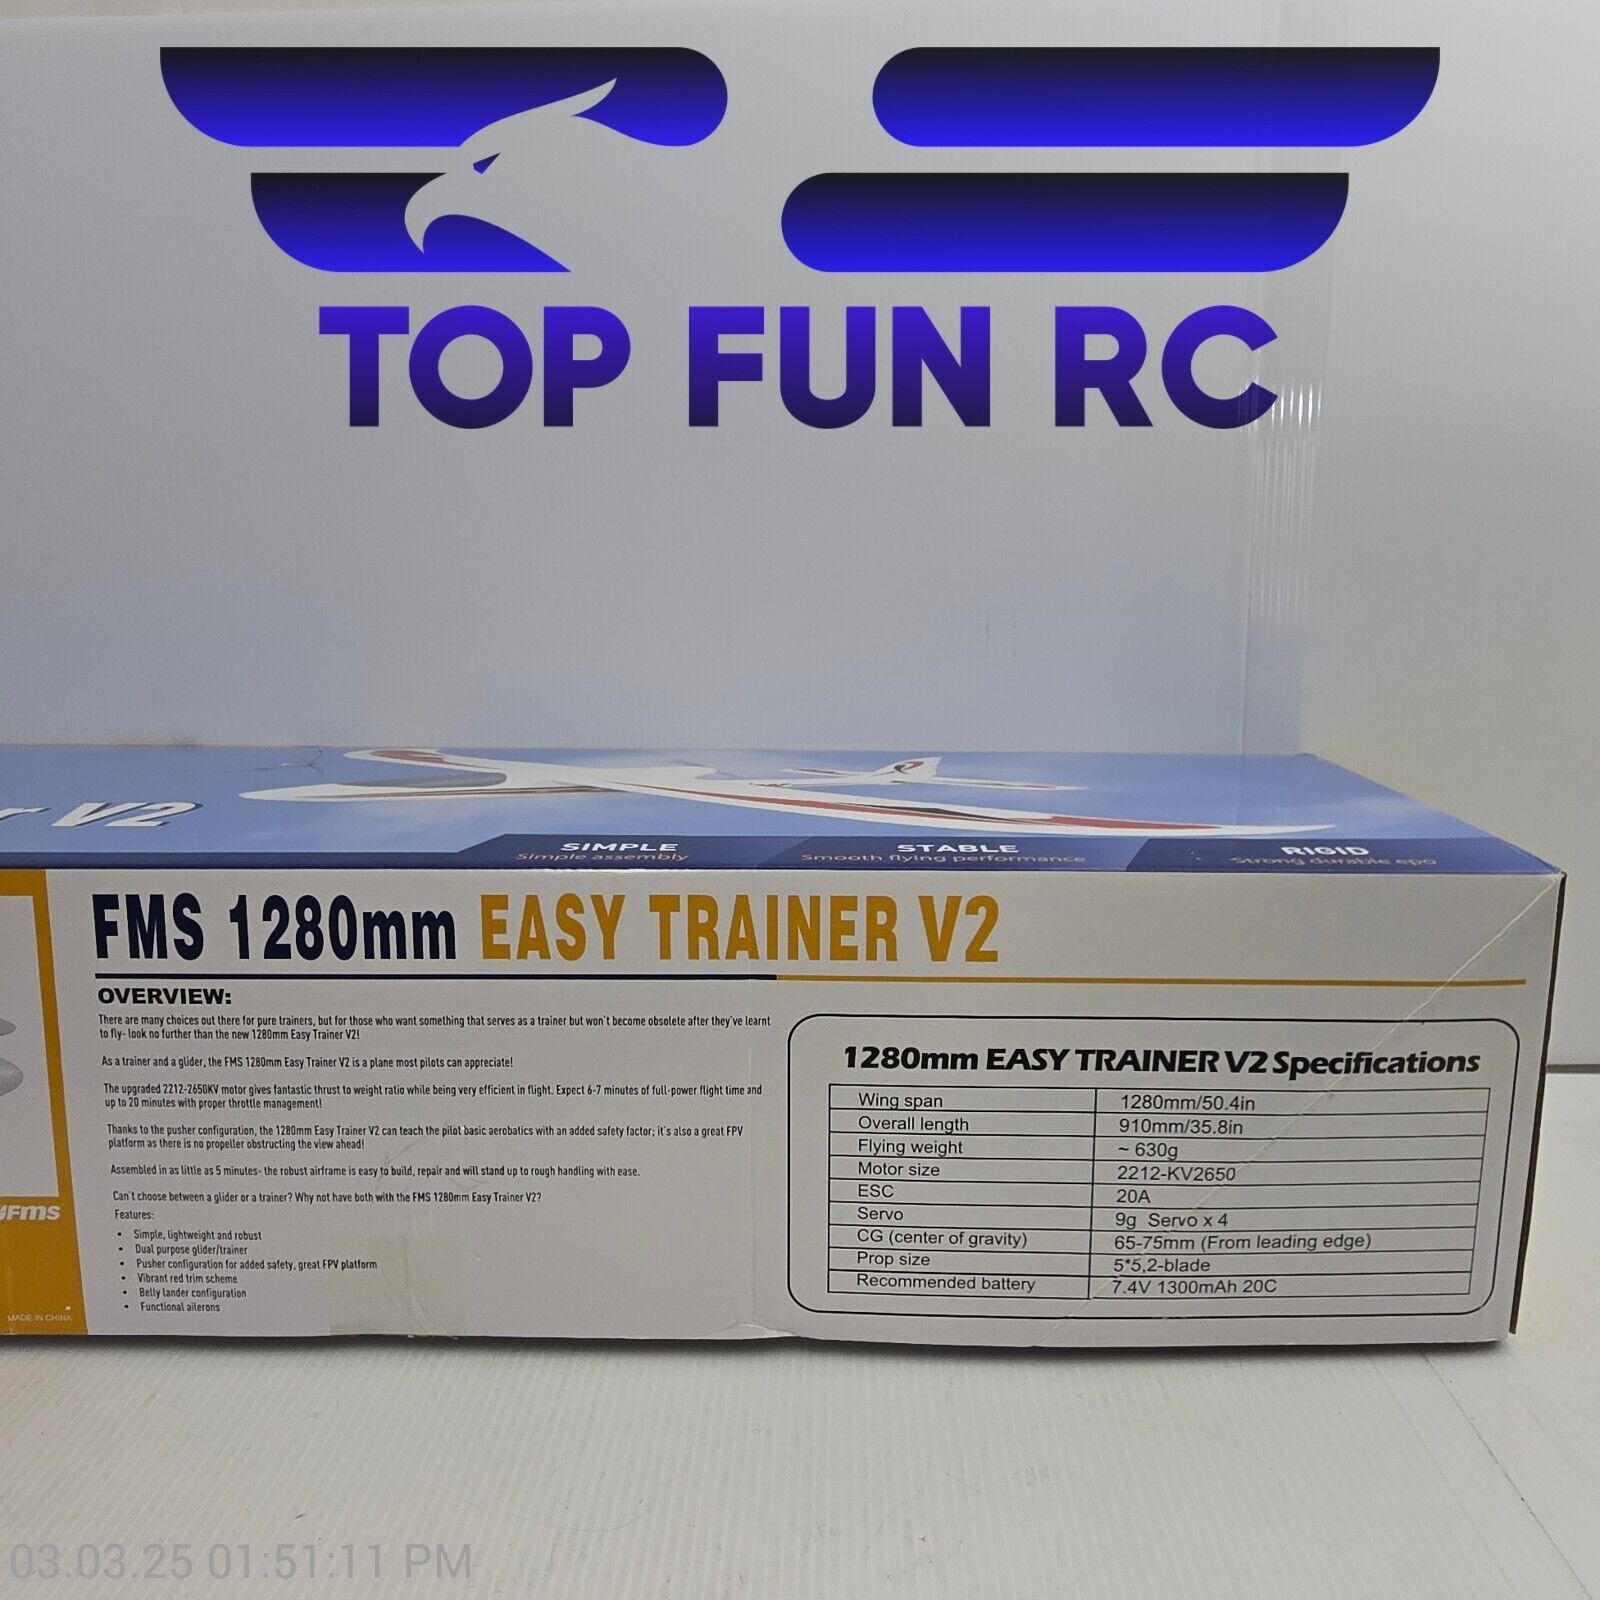 TOP FUN RC
r V2
SIMPLE
Simple assembly
STABLE
Smooth flying performance
RIGID
Strong durable epo
FMS 1280mm EASY TRAINER V2
OVERVIEW:
There are many choices out there for pure trainers, but for those who want something that serves as a trainer but won't become obsolete after they've learnt
to fly- look no further than the new 1280mm Easy Trainer V2!
As a trainer and a glider, the FMS 1280mm Easy Trainer V2 is a plane most pilots can appreciate!
The upgraded 2212-2650KV motor gives fantastic thrust to weight ratio while being very efficient in flight. Expect 6-7 minutes of full-power flight time and
up to 20 minutes with proper throttle management!
Thanks to the pusher configuration, the 1280mm Easy Trainer V2 can teach the pilot basic aerobatics with an added safety factor; it's also a great FPV
platform as there is no propeller obstructing the view ahead!
Assembled in as little as 5 minutes- the robust airframe is easy to build, repair and will stand up to rough handling with ease.
Can't choose between a glider or a trainer? Why not have both with the FMS 1280mm Easy Trainer V2?
Features:
• Simple, lightweight and robust
• Dual purpose glider/trainer
• Pusher configuration for added safety, great FPV platform
• Vibrant red trim scheme
• Belly lander configuration
• Functional ailerons
1280mm EASY TRAINER V2 Specifications
Wing span 1280mm/50.4in
Overall length 910mm/35.8in
Flying weight ~ 630g
Motor size 2212-KV2650
ESC 20A
Servo 9g Servo x 4
CG (center of gravity) 65-75mm (From leading edge)
Prop size 5*5,2-blade
Recommended battery 7.4V 1300mAh 20C
Fms
MADE IN CHINA
03.03.25 01:51:11 PM